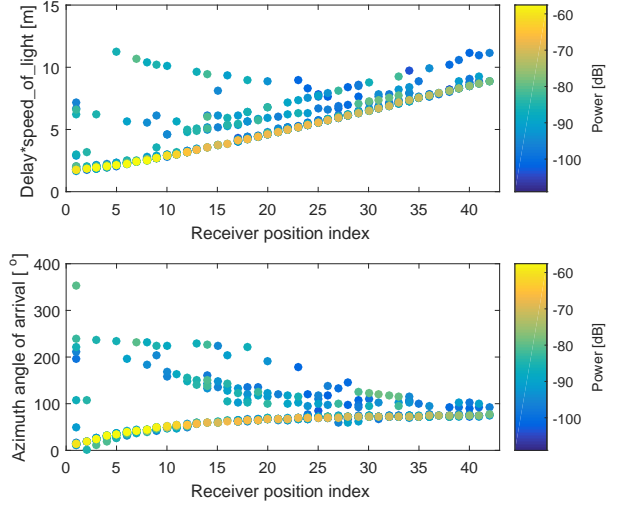 15
10
5
0
Delay*speed_of_light [m]
0 5 10 15 20 25 30 35 40
Receiver position index
-60
-70
-80
-90
-100
Power [dB]
400
300
200
100
0
Azimuth angle of arrival [ °]
0 5 10 15 20 25 30 35 40
Receiver position index
-60
-70
-80
-90
-100
Power [dB]